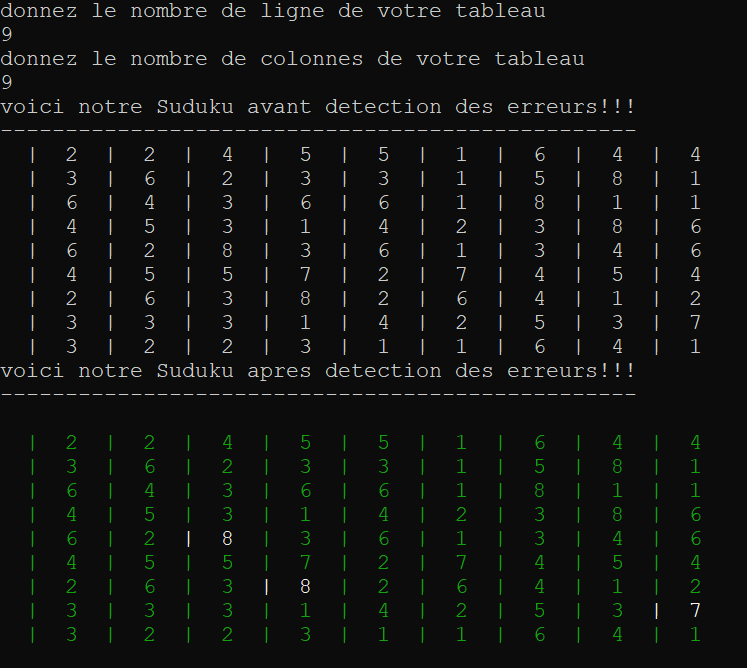 donnez le nombre de ligne de votre tableau
9
donnez le nombre de colonnes de votre tableau
9
voici notre Suduku avant detection des erreurs!!!
-------------------------------------------------
| 2 | 2 | 4 | 5 | 5 | 1 | 6 | 4 | 4
| 3 | 6 | 2 | 3 | 3 | 1 | 5 | 8 | 1
| 6 | 4 | 3 | 6 | 6 | 1 | 8 | 1 | 1
| 4 | 5 | 3 | 1 | 4 | 2 | 3 | 8 | 6
| 6 | 2 | 8 | 3 | 6 | 1 | 3 | 4 | 6
| 4 | 5 | 5 | 7 | 2 | 7 | 4 | 5 | 4
| 2 | 6 | 3 | 8 | 2 | 6 | 4 | 1 | 2
| 3 | 3 | 3 | 1 | 4 | 2 | 5 | 3 | 7
| 3 | 2 | 2 | 3 | 1 | 1 | 6 | 4 | 1
voici notre Suduku apres detection des erreurs!!!
-------------------------------------------------
| 2 | 2 | 4 | 5 | 5 | 1 | 6 | 4 | 4
| 3 | 6 | 2 | 3 | 3 | 1 | 5 | 8 | 1
| 6 | 4 | 3 | 6 | 6 | 1 | 8 | 1 | 1
| 4 | 5 | 3 | 1 | 4 | 2 | 3 | 8 | 6
| 6 | 2 | 8 | 3 | 6 | 1 | 3 | 4 | 6
| 4 | 5 | 5 | 7 | 2 | 7 | 4 | 5 | 4
| 2 | 6 | 3 | 8 | 2 | 6 | 4 | 1 | 2
| 3 | 3 | 3 | 1 | 4 | 2 | 5 | 3 | 7
| 3 | 2 | 2 | 3 | 1 | 1 | 6 | 4 | 1